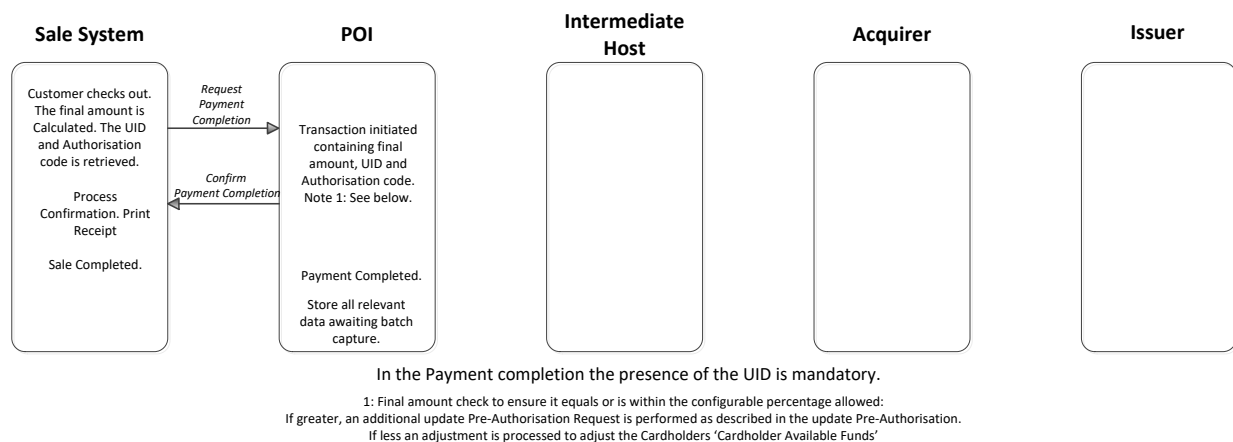 Sale System
POI
Intermediate
Host
Acquirer
Issuer
Customer checks out.
The final amount is
Calculated. The UID
and Authorisation
code is retrieved.
Process
Confirmation. Print
Receipt
Sale Completed.
Request
Payment
Completion
Confirm
Payment Completion
Transaction initiated
containing final
amount, UID and
Authorisation code.
Note 1: See below.
Payment Completed.
Store all relevant
data awaiting batch
capture.
In the Payment completion the presence of the UID is mandatory.
1: Final amount check to ensure it equals or is within the configurable percentage allowed:
If greater, an additional update Pre-Authorisation Request is performed as described in the update Pre-Authorisation.
If less an adjustment is processed to adjust the Cardholders ‘Cardholder Available Funds’